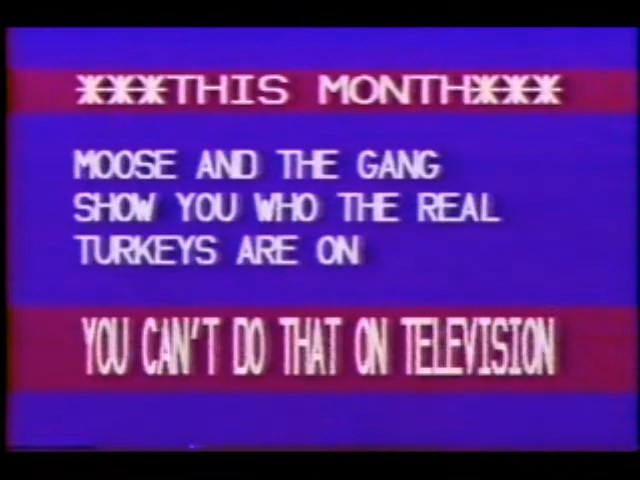 ***THIS MONTH***
MOOSE AND THE GANG
SHOW YOU WHO THE REAL
TURKEYS ARE ON
YOU CAN'T DO THAT ON TELEVISION